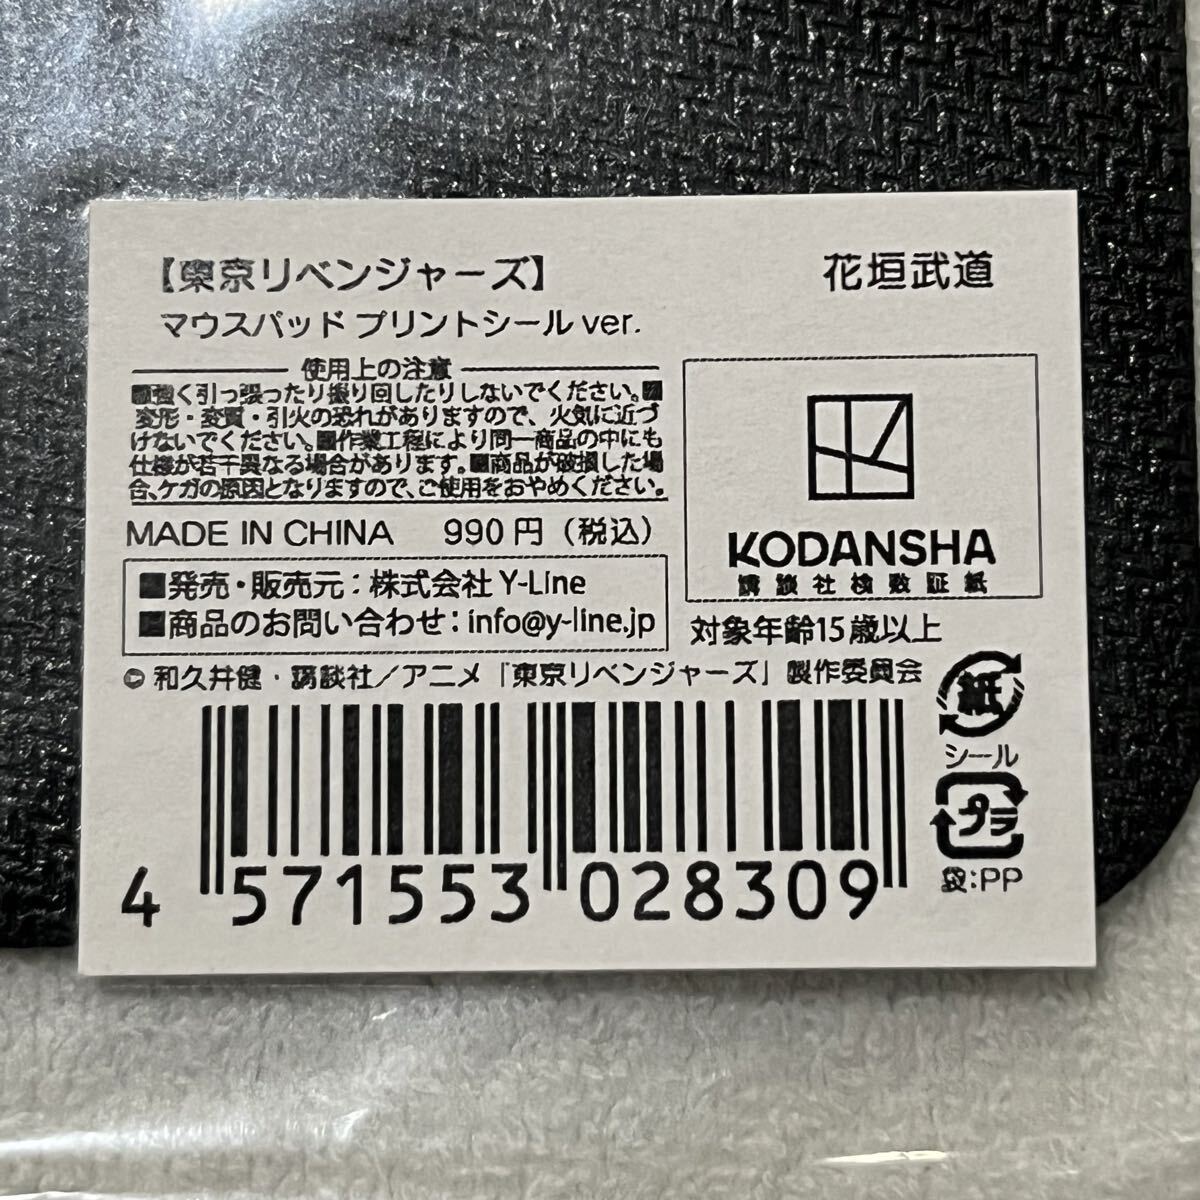 【東京リベンジャーズ】
花垣武道
マウスパッド プリントシール ver.
使用上の注意
■強く引っ張ったり振り回したりしないでください。■
変形・変質・引火の恐れがありますので、火気に近づ
けないでください。■作業工程により同一商品の中にも
仕様が若干異なる場合があります。■商品が破損した場
合、ケガの原因となりますので、ご使用をおやめください。
MADE IN CHINA 990 円（税込）
■発売・販売元：株式会社 Y-Line
■商品のお問い合わせ：info@y-line.jp
KODANSHA
講談社検数証紙
対象年齢15歳以上
© 和久井健・講談社／アニメ「東京リベンジャーズ」製作委員会
紙
シール
プラ
袋：PP
4 571553 028309